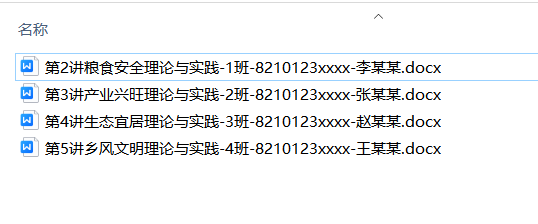 名称
第2讲粮食安全理论与实践-1班-8210123xxxx-李某某.docx
第3讲产业兴旺理论与实践-2班-8210123xxxx-张某某.docx
第4讲生态宜居理论与实践-3班-8210123xxxx-赵某某.docx
第5讲乡风文明理论与实践-4班-8210123xxxx-王某某.docx